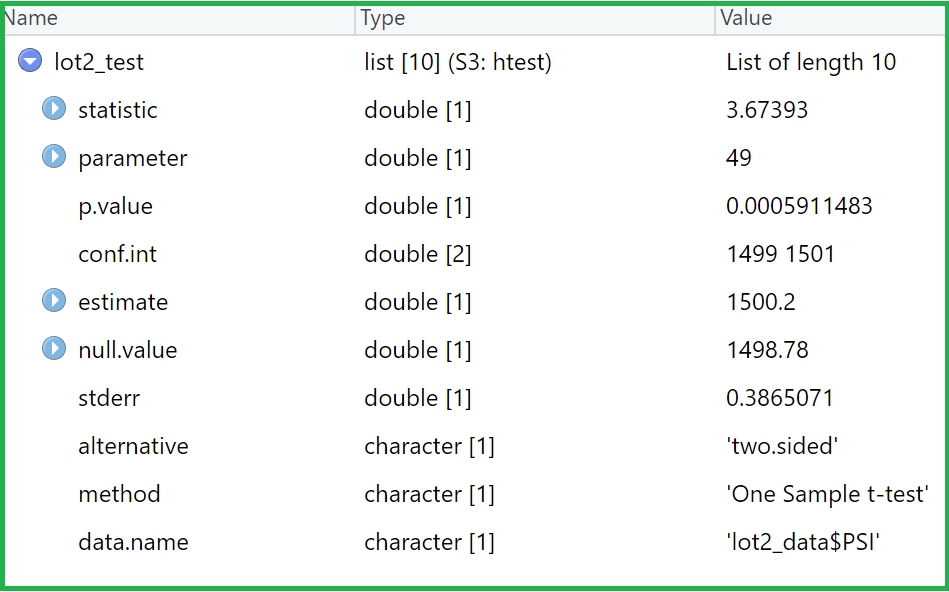 Name Type Value
lot2_test list [10] (S3: htest) List of length 10
statistic double [1] 3.67393
parameter double [1] 49
p.value double [1] 0.0005911483
conf.int double [2] 1499 1501
estimate double [1] 1500.2
null.value double [1] 1498.78
stderr double [1] 0.3865071
alternative character [1] 'two.sided'
method character [1] 'One Sample t-test'
data.name character [1] 'lot2_data$PSI'